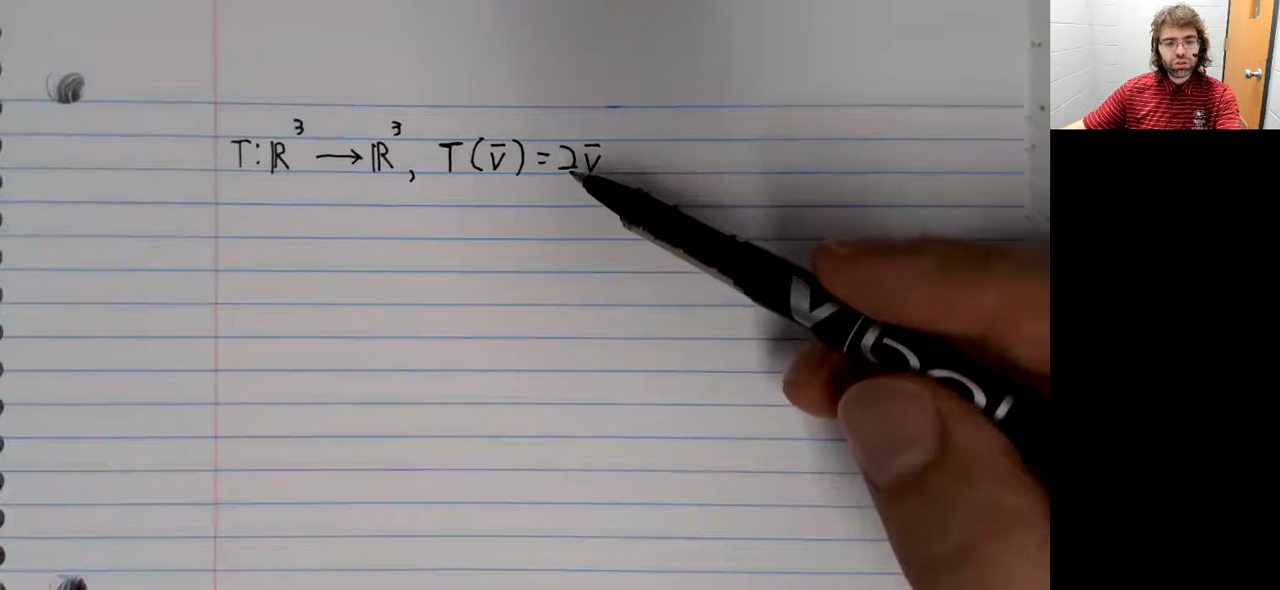 T: ℝ³ → ℝ³, T(v̄) = 2v̄